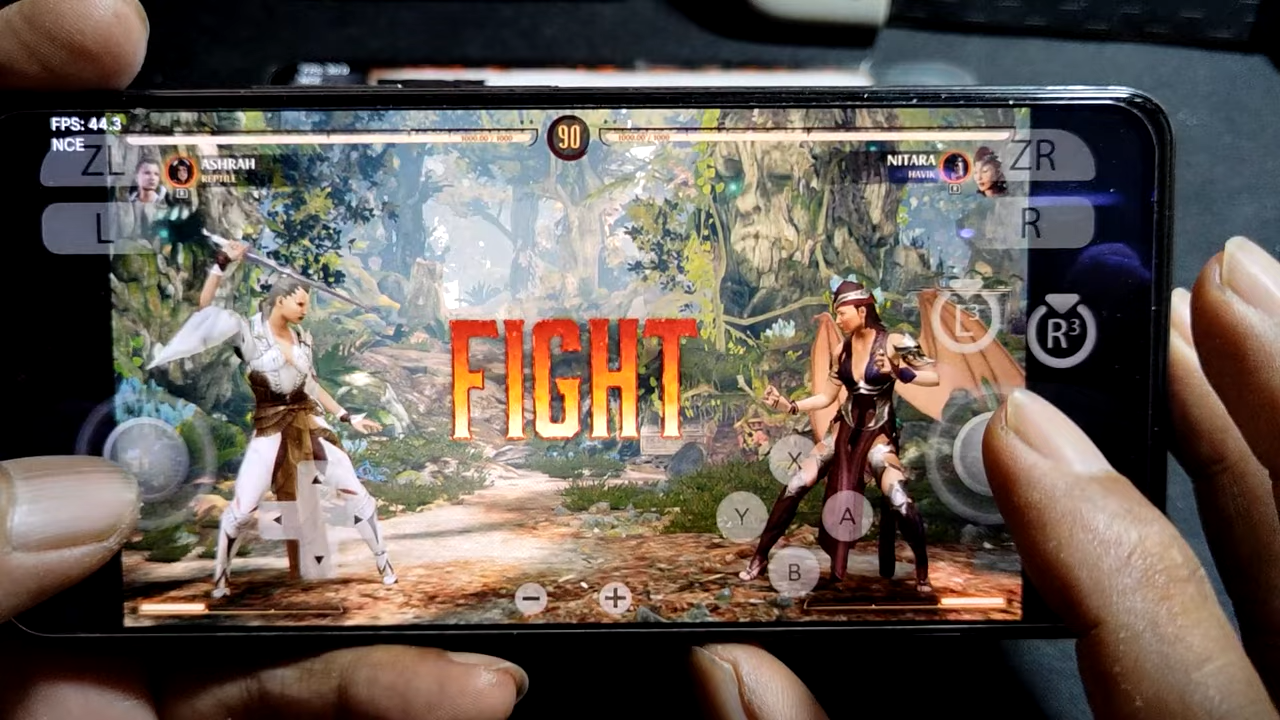 FPS: 44.3
NCE
ZL
L
ASHRAH
REPTILE
1000.00 / 1000
90
1000.00 / 1000
NITARA
HAVIK
ZR
R
L3
R3
FIGHT
X
Y
A
B